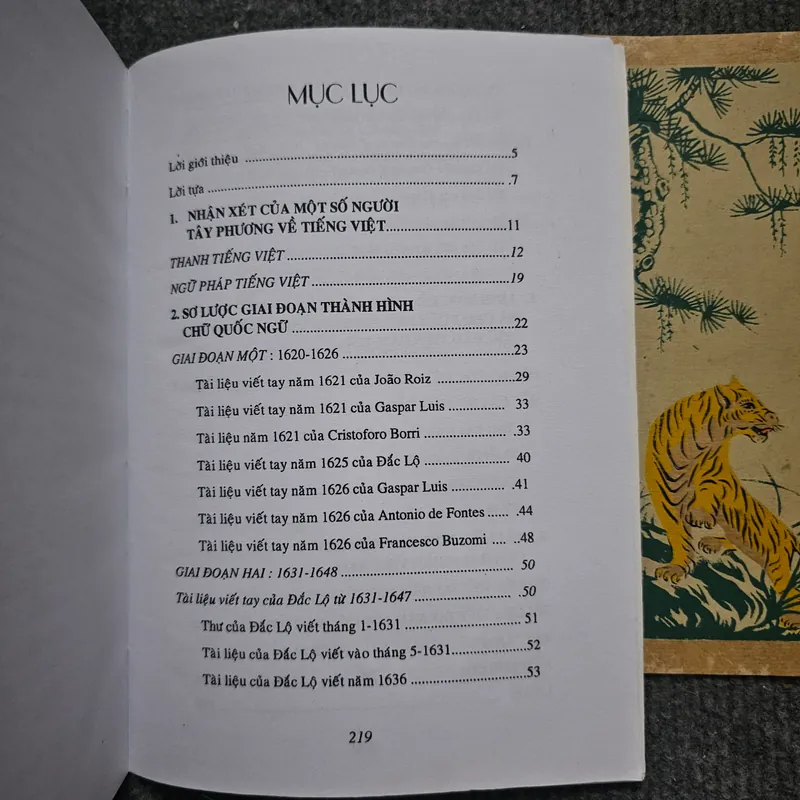 MỤC LỤC
Lời giới thiệu ........................................................5
Lời tựa ............................................................ .7
1. NHẬN XÉT CỦA MỘT SỐ NGƯỜI
TÂY PHƯƠNG VỀ TIẾNG VIỆT.........................11
THANH TIẾNG VIỆT ..............................................12
NGỮ PHÁP TIẾNG VIỆT ........................................19
2. SƠ LƯỢC GIAI ĐOẠN THÀNH HÌNH
CHỮ QUỐC NGỮ .............................................22
GIAI ĐOẠN MỘT : 1620-1626 ..................................23
Tài liệu viết tay năm 1621 của João Roiz ................29
Tài liệu viết tay năm 1621 của Gaspar Luis ........... 33
Tài liệu năm 1621 của Cristoforo Borri .................33
Tài liệu viết tay năm 1625 của Đắc Lộ ................. 40
Tài liệu viết tay năm 1626 của Gaspar Luis ........... .41
Tài liệu viết tay năm 1626 của Antonio de Fontes ...... .44
Tài liệu viết tay năm 1626 của Francesco Buzomi .... ...48
GIAI ĐOẠN HAI : 1631-1648 ................................... 50
Tài liệu viết tay của Đắc Lộ từ 1631-1647 .................. .50
Thư của Đắc Lộ viết tháng 1-1631 ........................ 51
Tài liệu của Đắc Lộ viết vào tháng 5-1631...............52
Tài liệu của Đắc Lộ viết năm 1636 .......................53
219